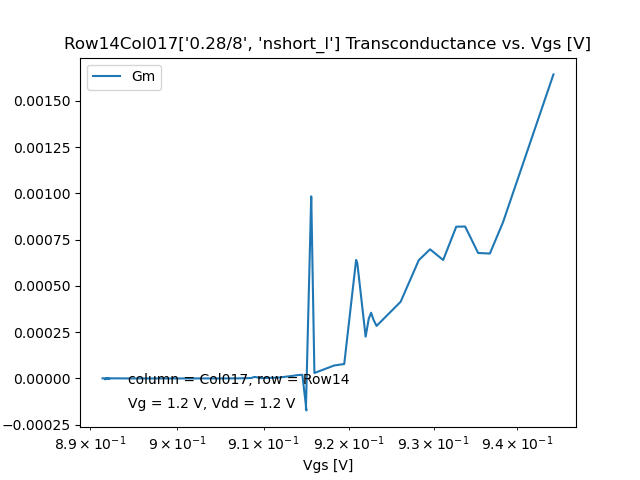 Row14Col017['0.28/8', 'nshort_l'] Transconductance vs. Vgs [V]
Gm
0.00150
0.00125
0.00100
0.00075
0.00050
0.00025
0.00000
−0.00025
column = Col017, row = Row14
Vg = 1.2 V, Vdd = 1.2 V
8.9 × 10⁻¹ 9 × 10⁻¹ 9.1 × 10⁻¹ 9.2 × 10⁻¹ 9.3 × 10⁻¹ 9.4 × 10⁻¹
Vgs [V]